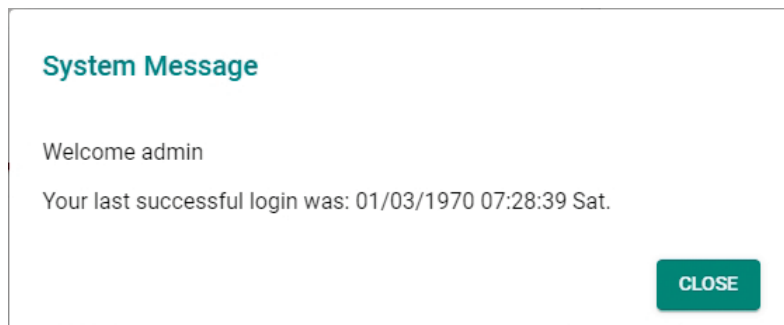 System Message
Welcome admin
Your last successful login was: 01/03/1970 07:28:39 Sat.
CLOSE